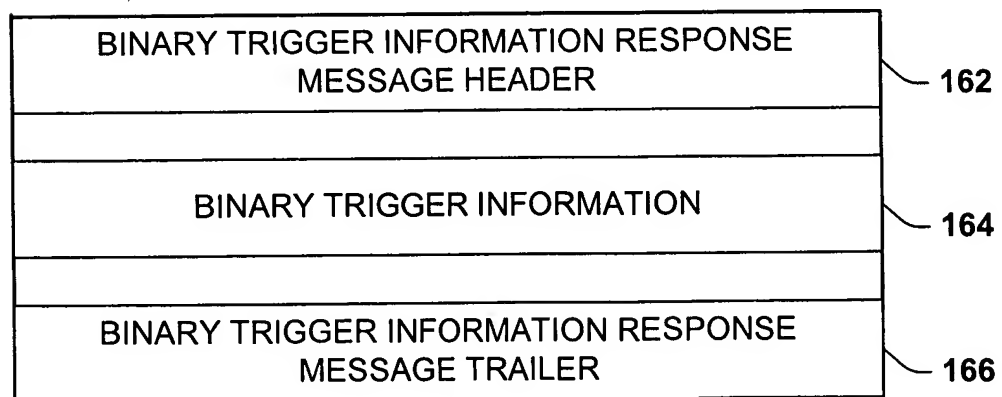 BINARY TRIGGER INFORMATION RESPONSE
MESSAGE HEADER
162
BINARY TRIGGER INFORMATION
164
BINARY TRIGGER INFORMATION RESPONSE
MESSAGE TRAILER
166